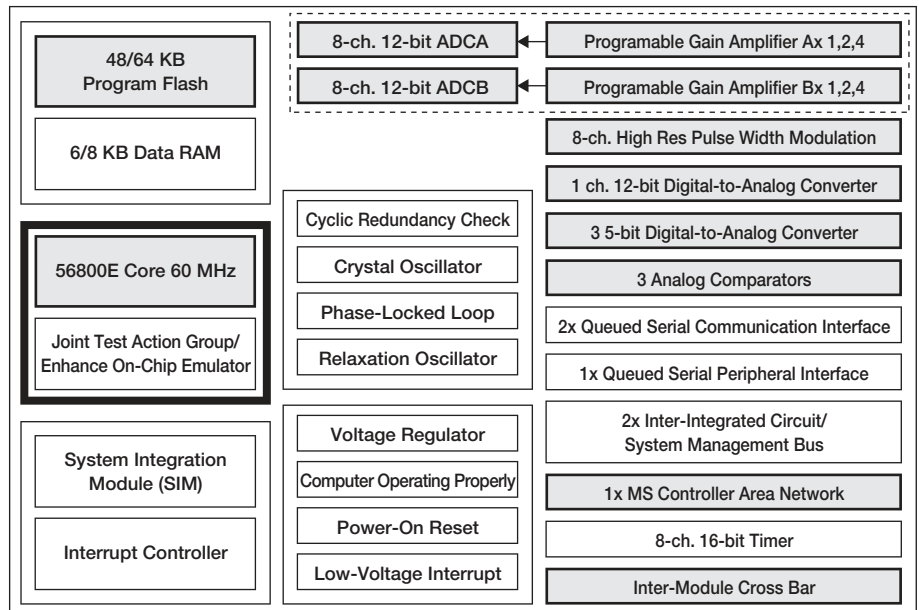 48/64 KB
Program Flash
6/8 KB Data RAM
56800E Core 60 MHz
Joint Test Action Group/
Enhance On-Chip Emulator
System Integration
Module (SIM)
Interrupt Controller
8-ch. 12-bit ADCA
Programable Gain Amplifier Ax 1,2,4
8-ch. 12-bit ADCB
Programable Gain Amplifier Bx 1,2,4
Cyclic Redundancy Check
Crystal Oscillator
Phase-Locked Loop
Relaxation Oscillator
Voltage Regulator
Computer Operating Properly
Power-On Reset
Low-Voltage Interrupt
8-ch. High Res Pulse Width Modulation
1 ch. 12-bit Digital-to-Analog Converter
3 5-bit Digital-to-Analog Converter
3 Analog Comparators
2x Queued Serial Communication Interface
1x Queued Serial Peripheral Interface
2x Inter-Integrated Circuit/
System Management Bus
1x MS Controller Area Network
8-ch. 16-bit Timer
Inter-Module Cross Bar